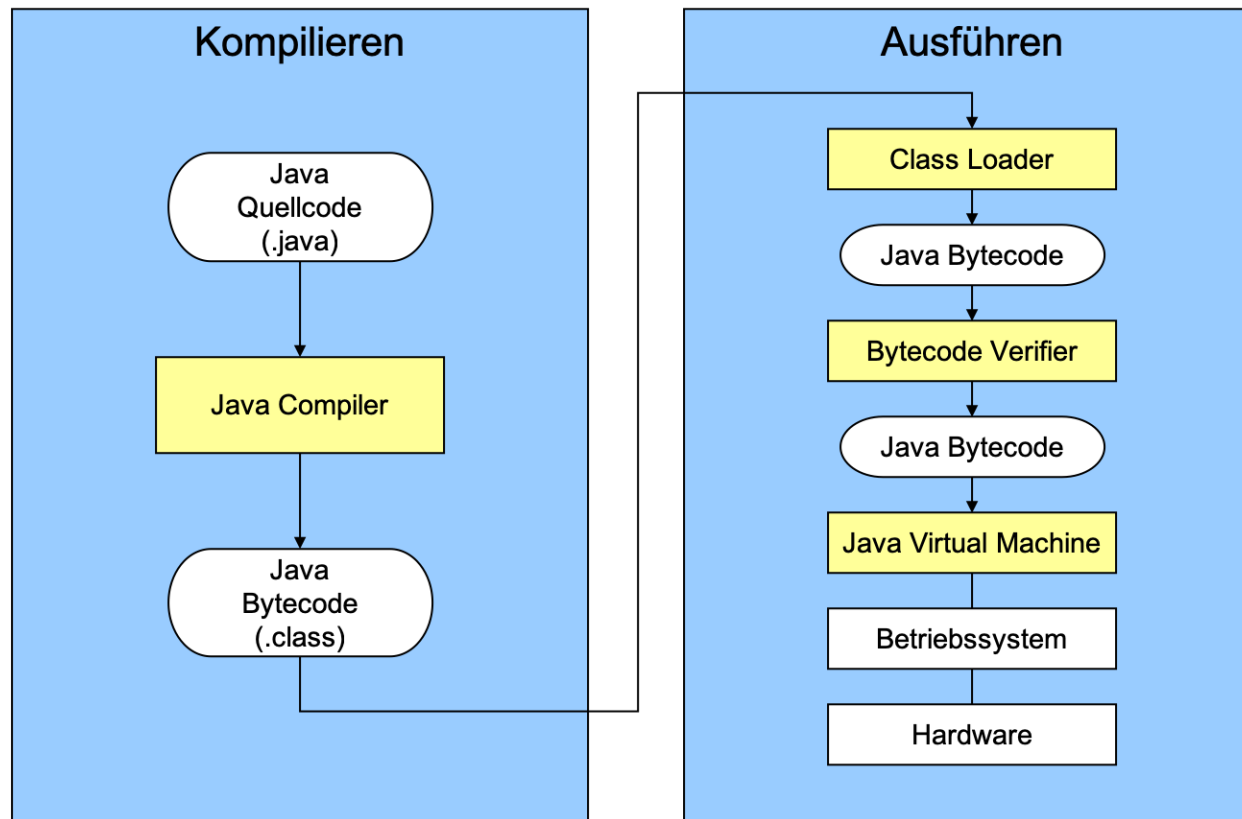 Kompilieren
Java
Quellcode
(.java)
Java Compiler
Java
Bytecode
(.class)
Ausführen
Class Loader
Java Bytecode
Bytecode Verifier
Java Bytecode
Java Virtual Machine
Betriebssystem
Hardware